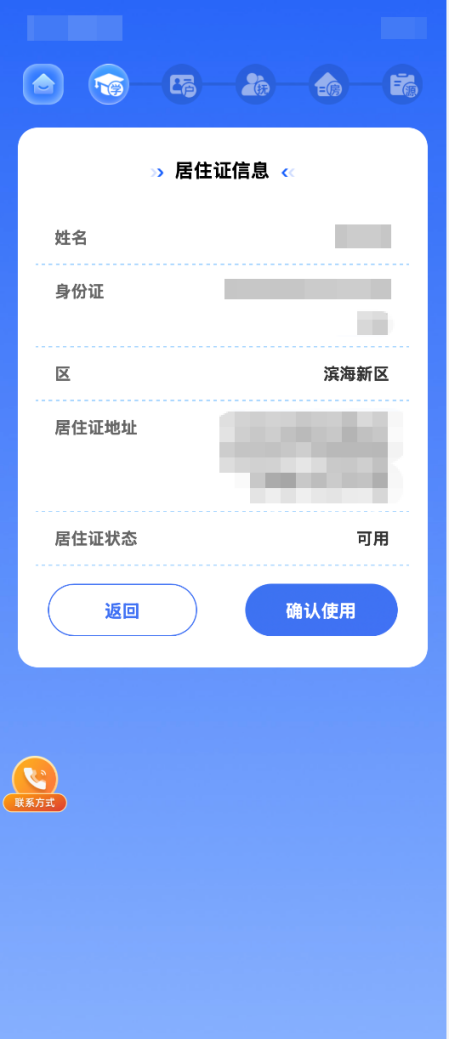 学
户
抚
房
游
居住证信息
姓名
身份证
区 滨海新区
居住证地址
居住证状态 可用
返回 确认使用
联系方式